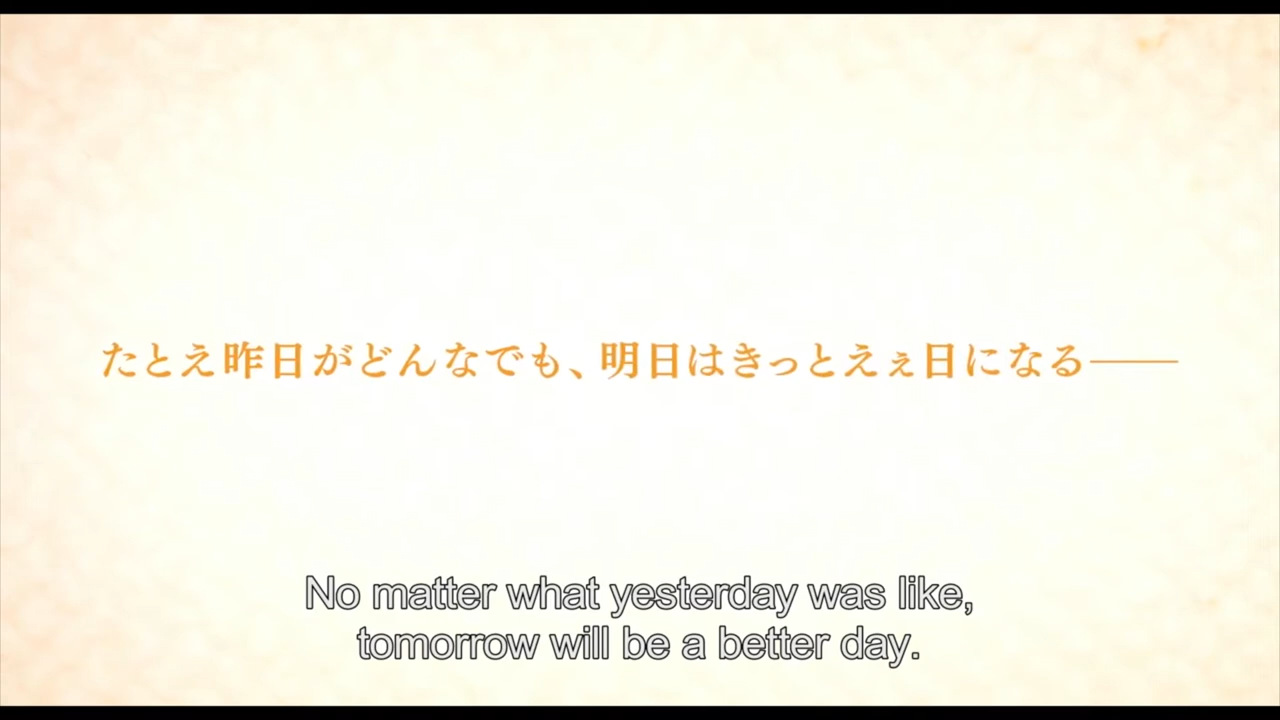 たとえ昨日がどんなでも、明日はきっとえぇ日になる――
No matter what yesterday was like,
tomorrow will be a better day.